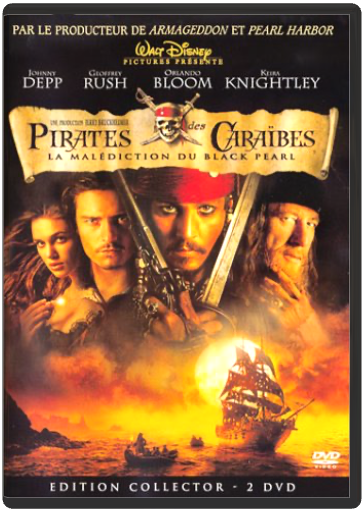 PAR LE PRODUCTEUR DE ARMAGEDDON ET PEARL HARBOR
WALT DISNEY
PICTURES PRÉSENTE
JOHNNY DEPP GEOFFREY RUSH ORLANDO BLOOM KEIRA KNIGHTLEY
UNE PRODUCTION JERRY BRUCKHEIMER
PIRATES des CARAÏBES
LA MALÉDICTION DU BLACK PEARL
DVD
VIDEO
EDITION COLLECTOR - 2 DVD